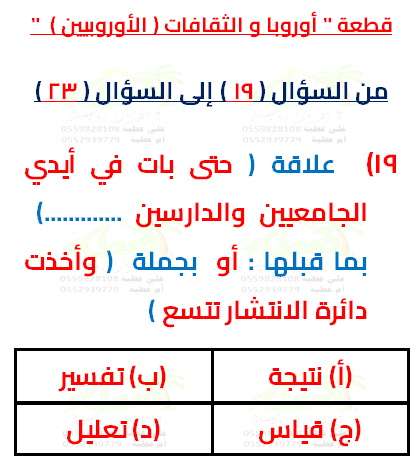 قطعة " أوروبا و الثقافات ( الأوروبيين ) "
من السؤال ( ١٩ ) إلى السؤال ( ٢٣ )
١٩) علاقة ( حتى بات في أيدي
الجامعيين والدارسين .............)
بما قبلها : أو بجملة ( وأخذت
دائرة الانتشار تتسع )
(أ) نتيجة (ب) تفسير
(ج) قياس (د) تعليل